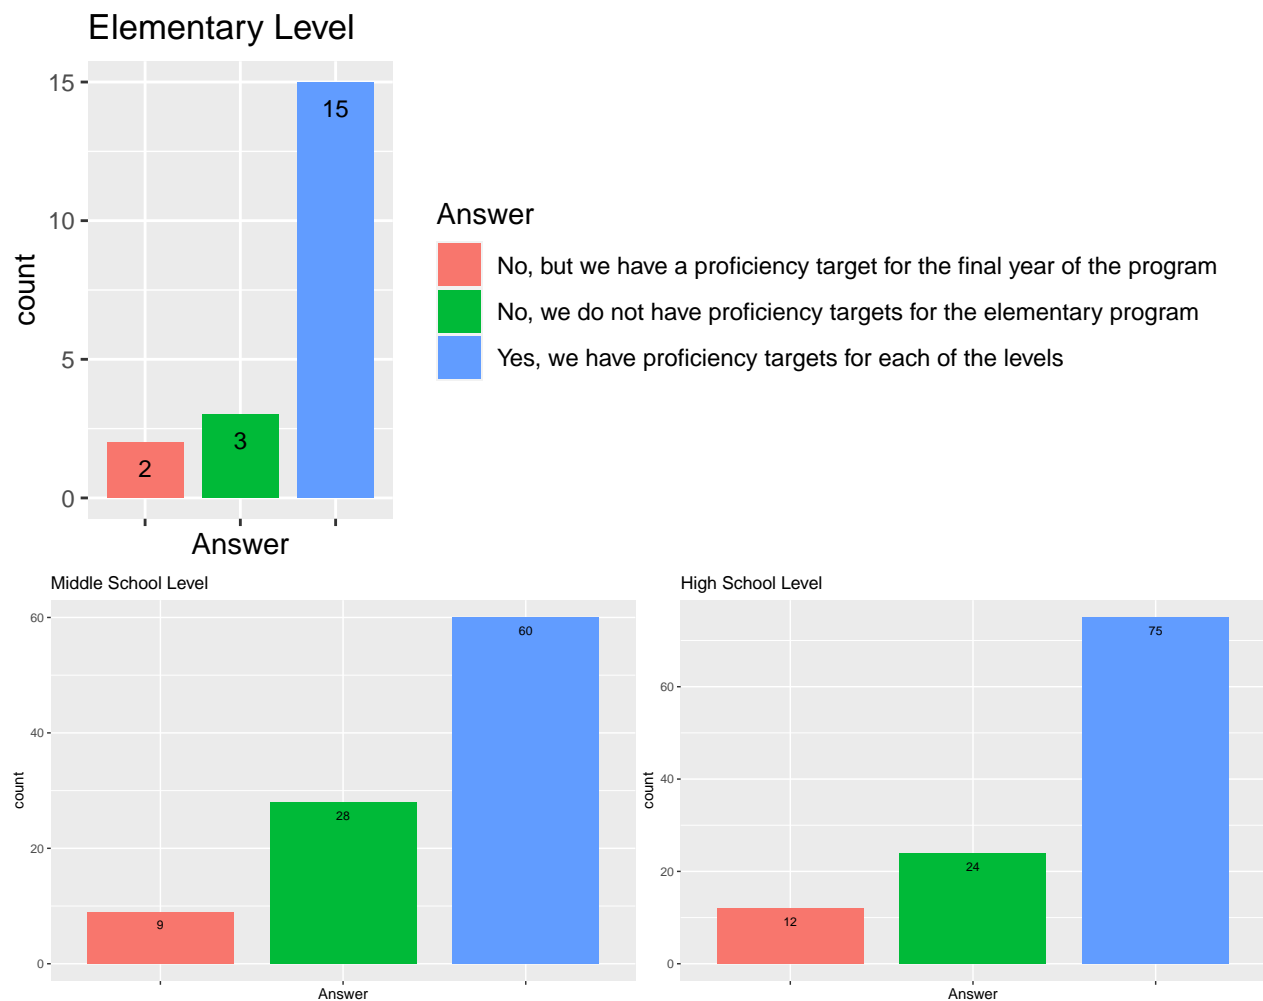 Elementary Level
15
10
5
0
count
15
3
2
Answer
Answer
No, but we have a proficiency target for the final year of the program
No, we do not have proficiency targets for the elementary program
Yes, we have proficiency targets for each of the levels
Middle School Level
60
40
20
0
count
9
28
60
Answer
High School Level
60
40
20
0
count
12
24
75
Answer